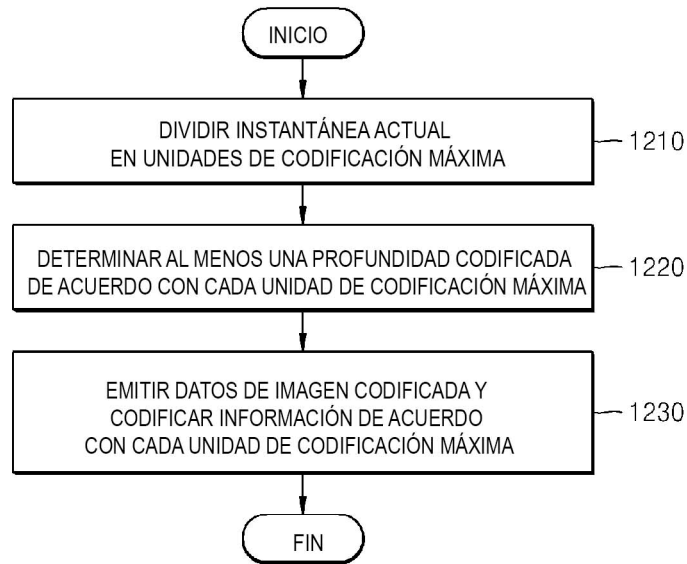 INICIO
DIVIDIR INSTANTÁNEA ACTUAL
EN UNIDADES DE CODIFICACIÓN MÁXIMA
1210
DETERMINAR AL MENOS UNA PROFUNDIDAD CODIFICADA
DE ACUERDO CON CADA UNIDAD DE CODIFICACIÓN MÁXIMA
1220
EMITIR DATOS DE IMAGEN CODIFICADA Y
CODIFICAR INFORMACIÓN DE ACUERDO
CON CADA UNIDAD DE CODIFICACIÓN MÁXIMA
1230
FIN